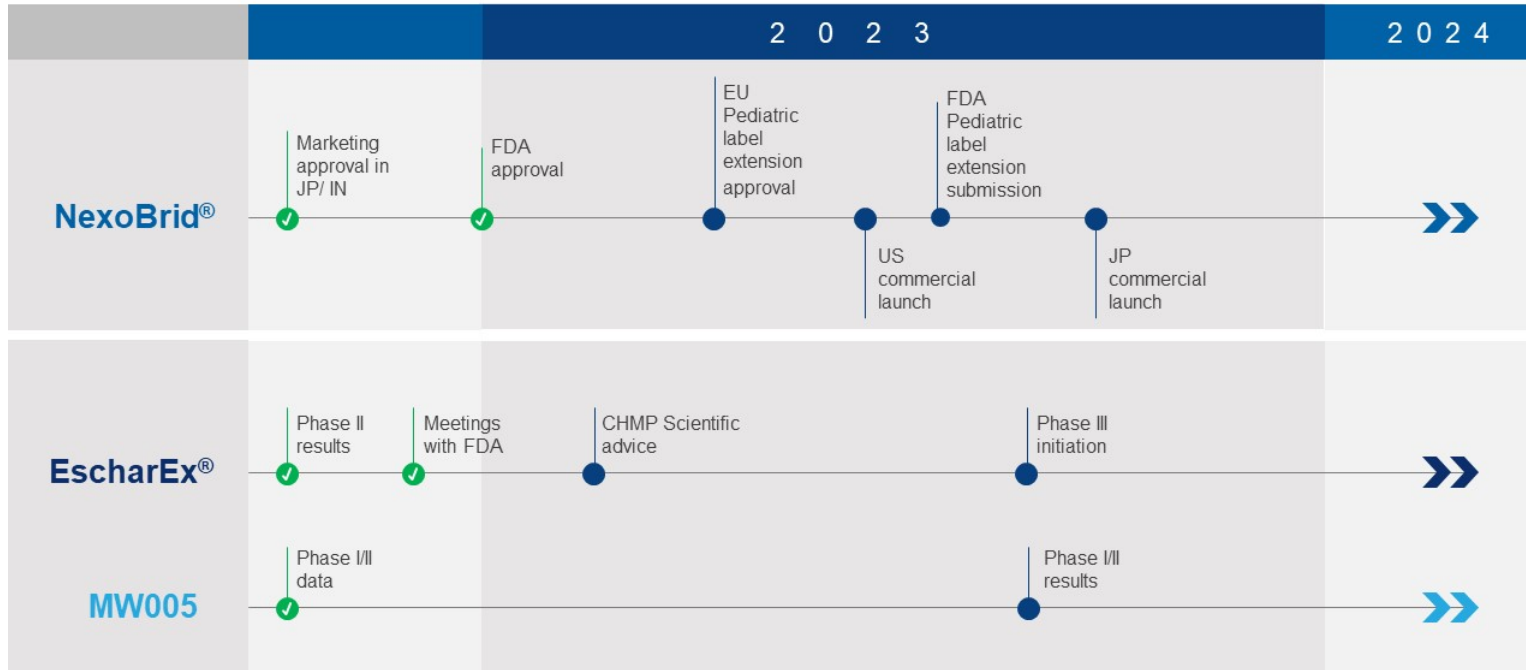 2 0 2 3
2 0 2 4
NexoBrid®
Marketing
approval in
JP/ IN
FDA
approval
EU
Pediatric
label
extension
approval
US
commercial
launch
FDA
Pediatric
label
extension
submission
JP
commercial
launch
EscharEx®
Phase II
results
Meetings
with FDA
CHMP Scientific
advice
Phase III
initiation
MW005
Phase I/II
data
Phase I/II
results